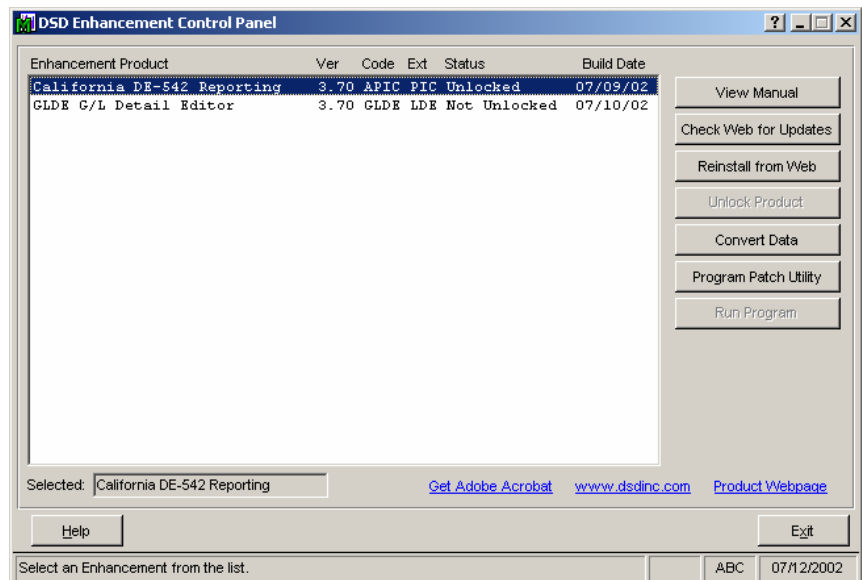 DSD Enhancement Control Panel
Enhancement Product Ver Code Ext Status Build Date
California DE-542 Reporting 3.70 APIC PIC Unlocked 07/09/02
GLDE G/L Detail Editor 3.70 GLDE LDE Not Unlocked 07/10/02
View Manual
Check Web for Updates
Reinstall from Web
Unlock Product
Convert Data
Program Patch Utility
Run Program
Selected: California DE-542 Reporting Get Adobe Acrobat www.dsdinc.com Product Webpage
Help Exit
Select an Enhancement from the list. ABC 07/12/2002